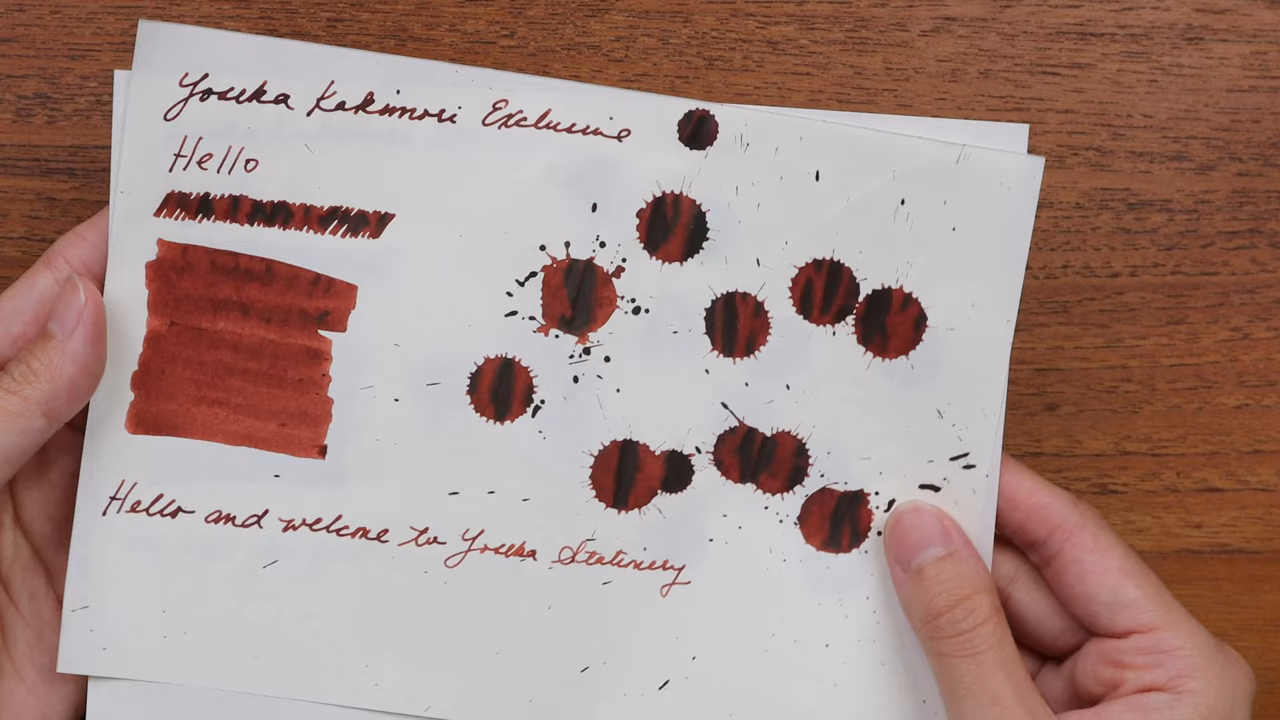 Yoseka Kakimori Exclusive
Hello
Hello and welcome to Yoseka Stationery